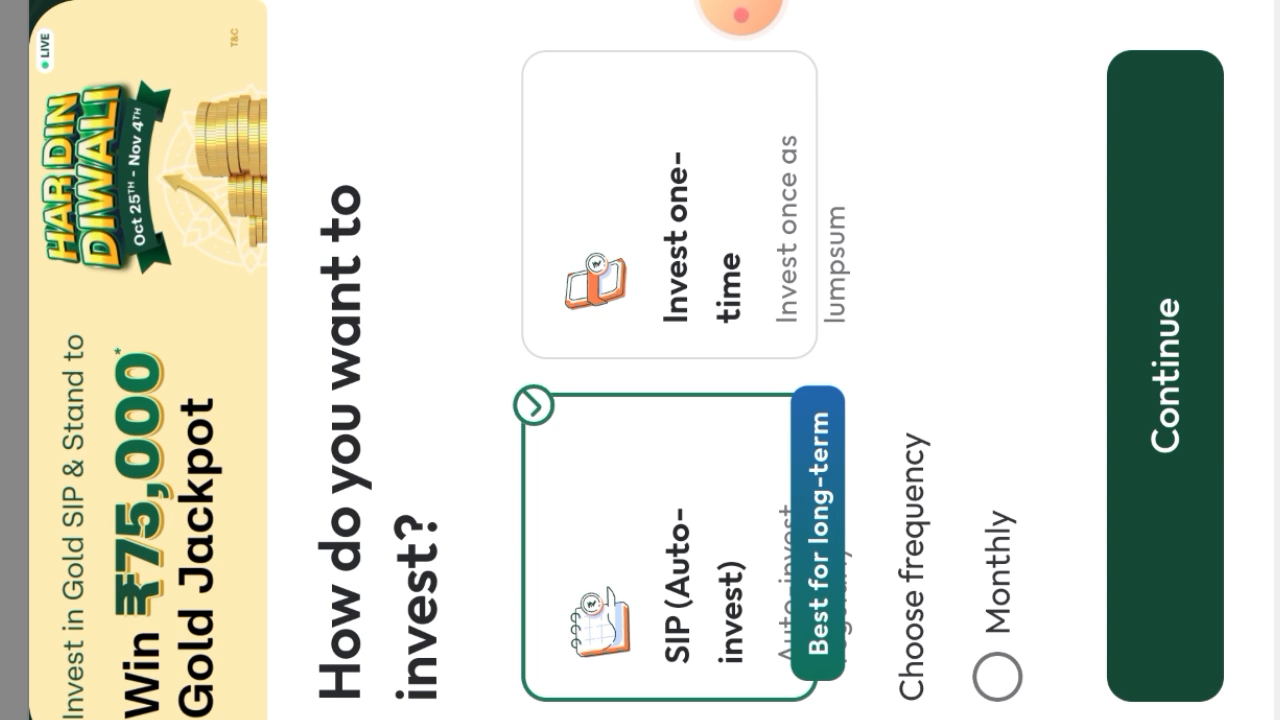 LIVE
Invest in Gold SIP & Stand to
Win ₹75,000*
Gold Jackpot
HAR DIN
DIWALI
Oct 25TH - Nov 4TH
T&C
How do you want to
invest?
SIP (Auto-
invest)
Auto-invest
Best for long-term
Invest one-
time
Invest once as
lumpsum
Choose frequency
Monthly
Continue